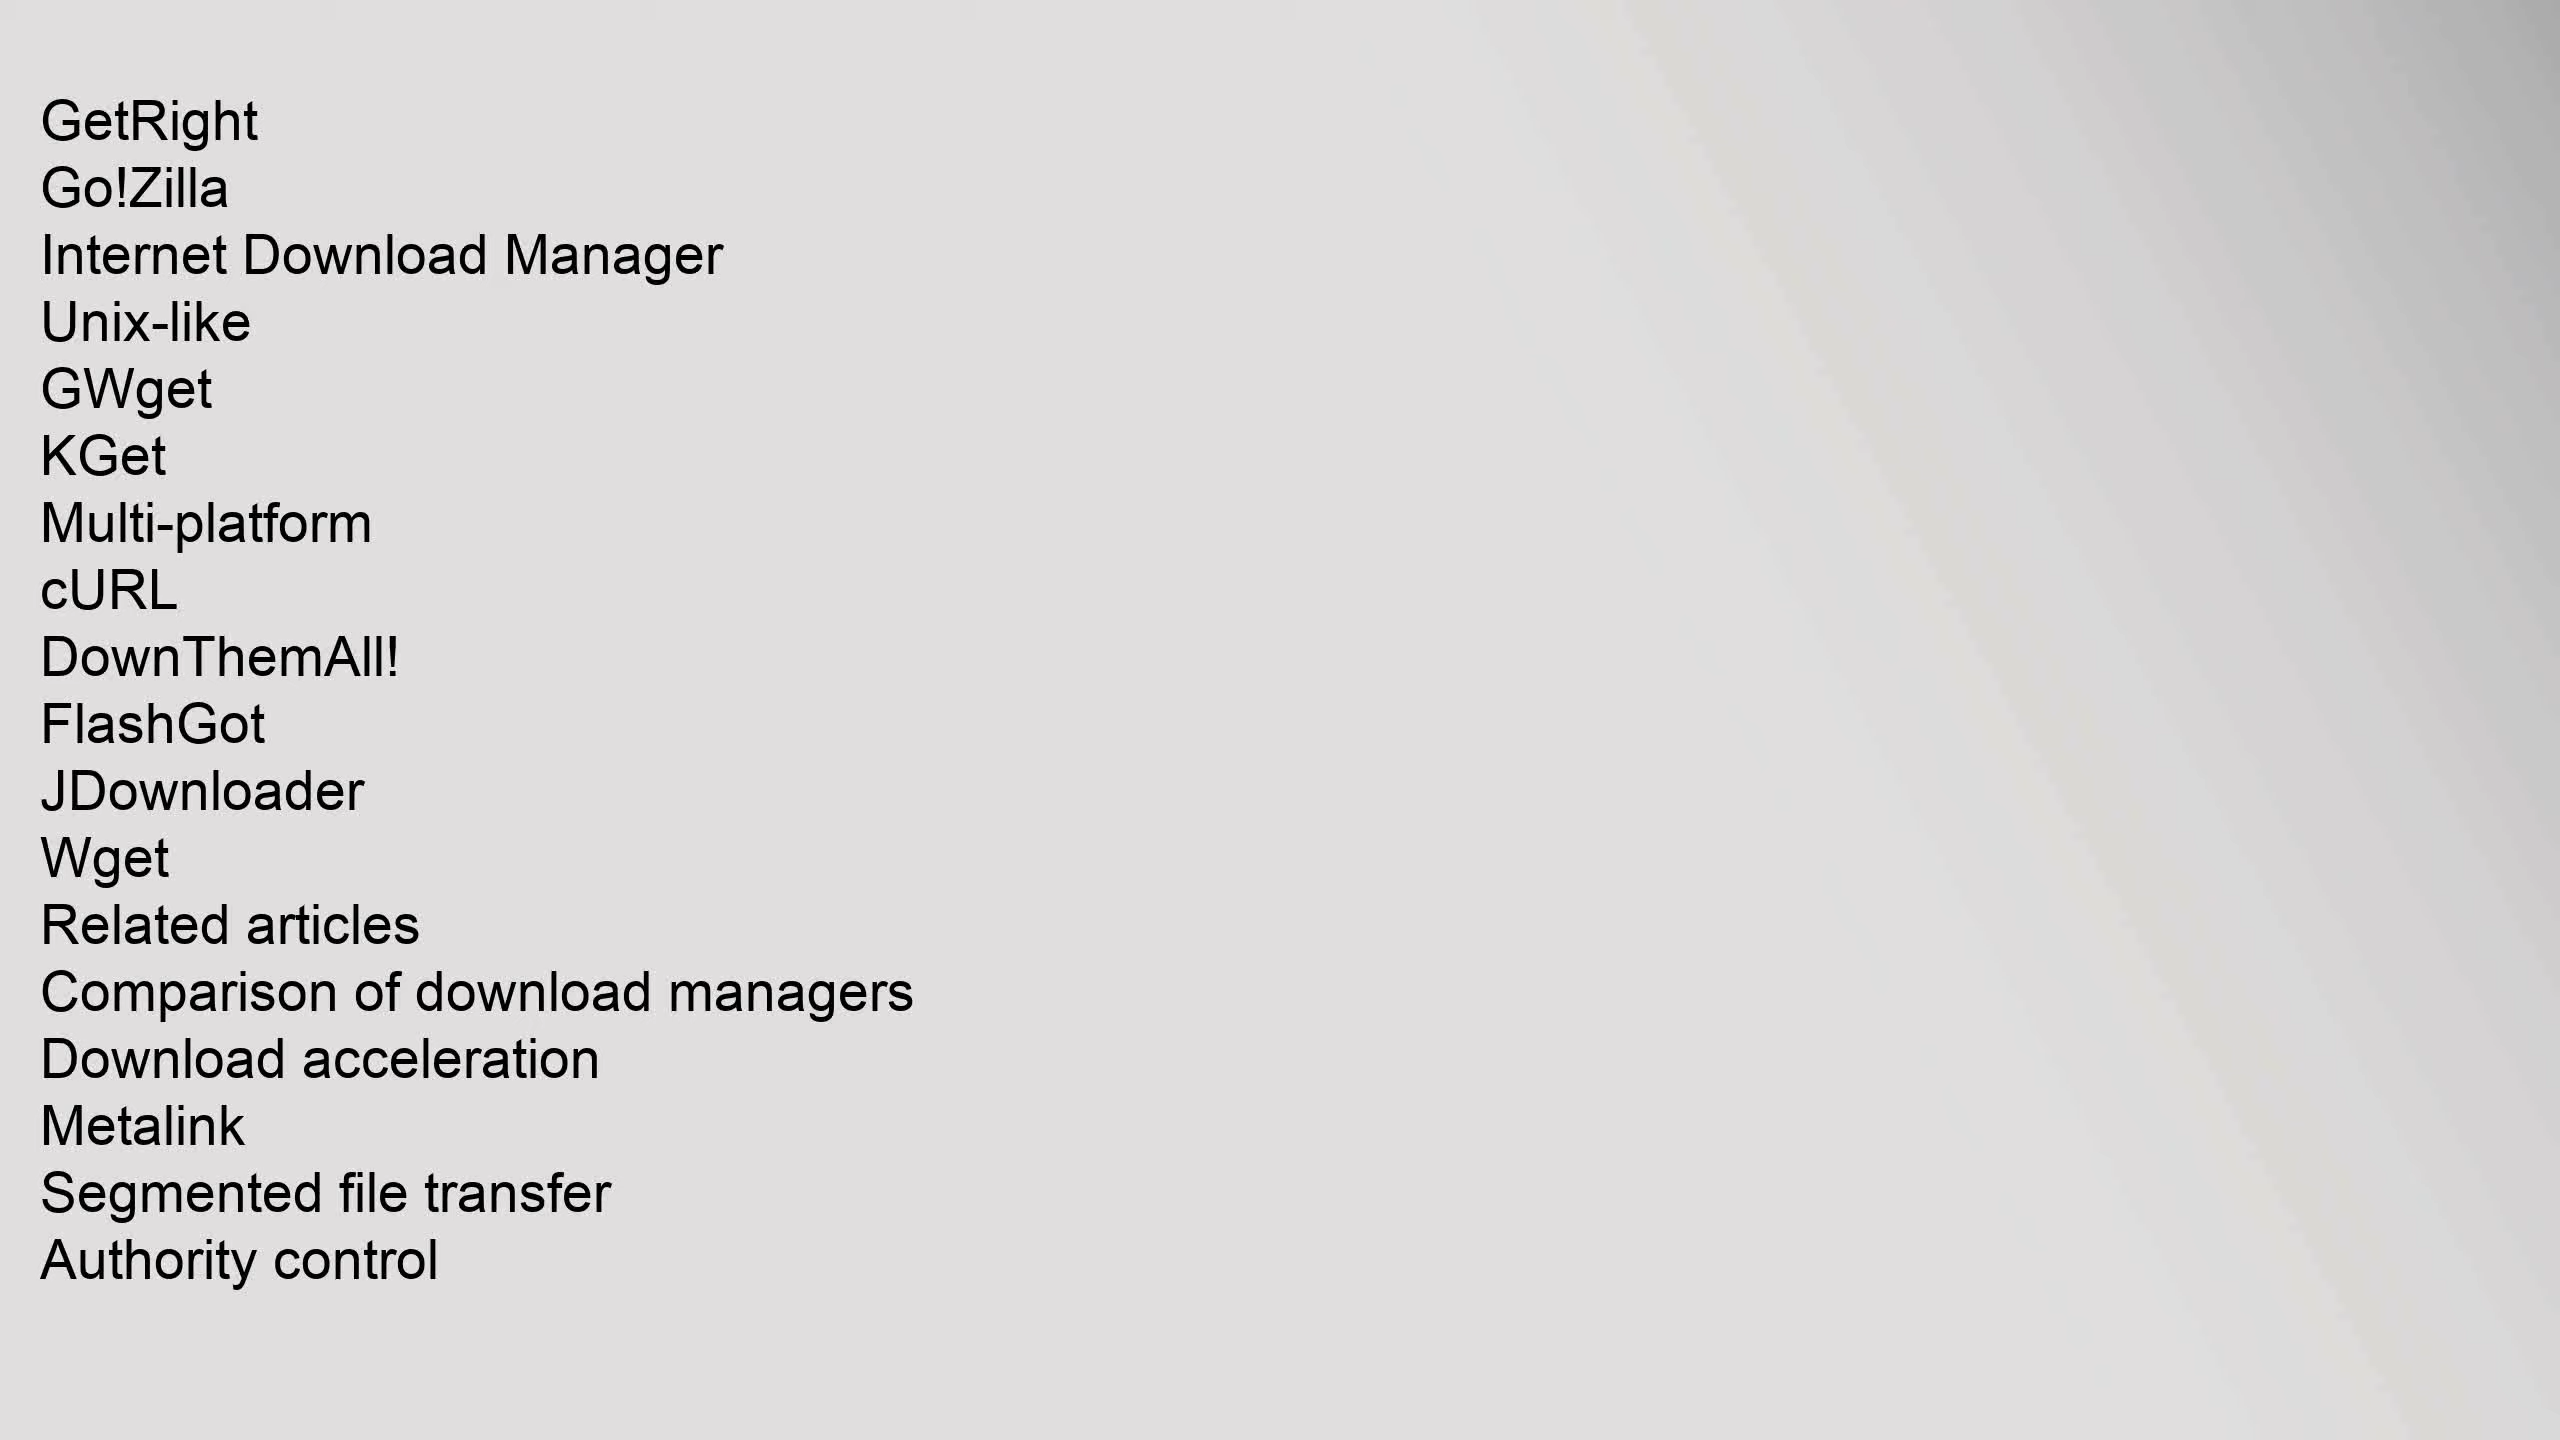 GetRight
Go!Zilla
Internet Download Manager
Unix-like
GWget
KGet
Multi-platform
cURL
DownThemAll!
FlashGot
JDownloader
Wget
Related articles
Comparison of download managers
Download acceleration
Metalink
Segmented file transfer
Authority control